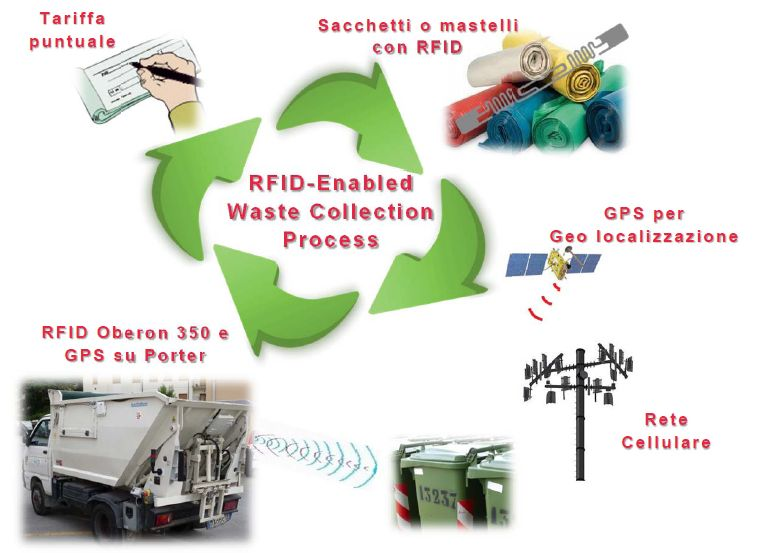 Tariffa
puntuale
Sacchetti o mastelli
con RFID
RFID-Enabled
Waste Collection
Process
GPS per
Geo localizzazione
RFID Oberon 350 e
GPS su Porter
Rete
Cellulare
13237